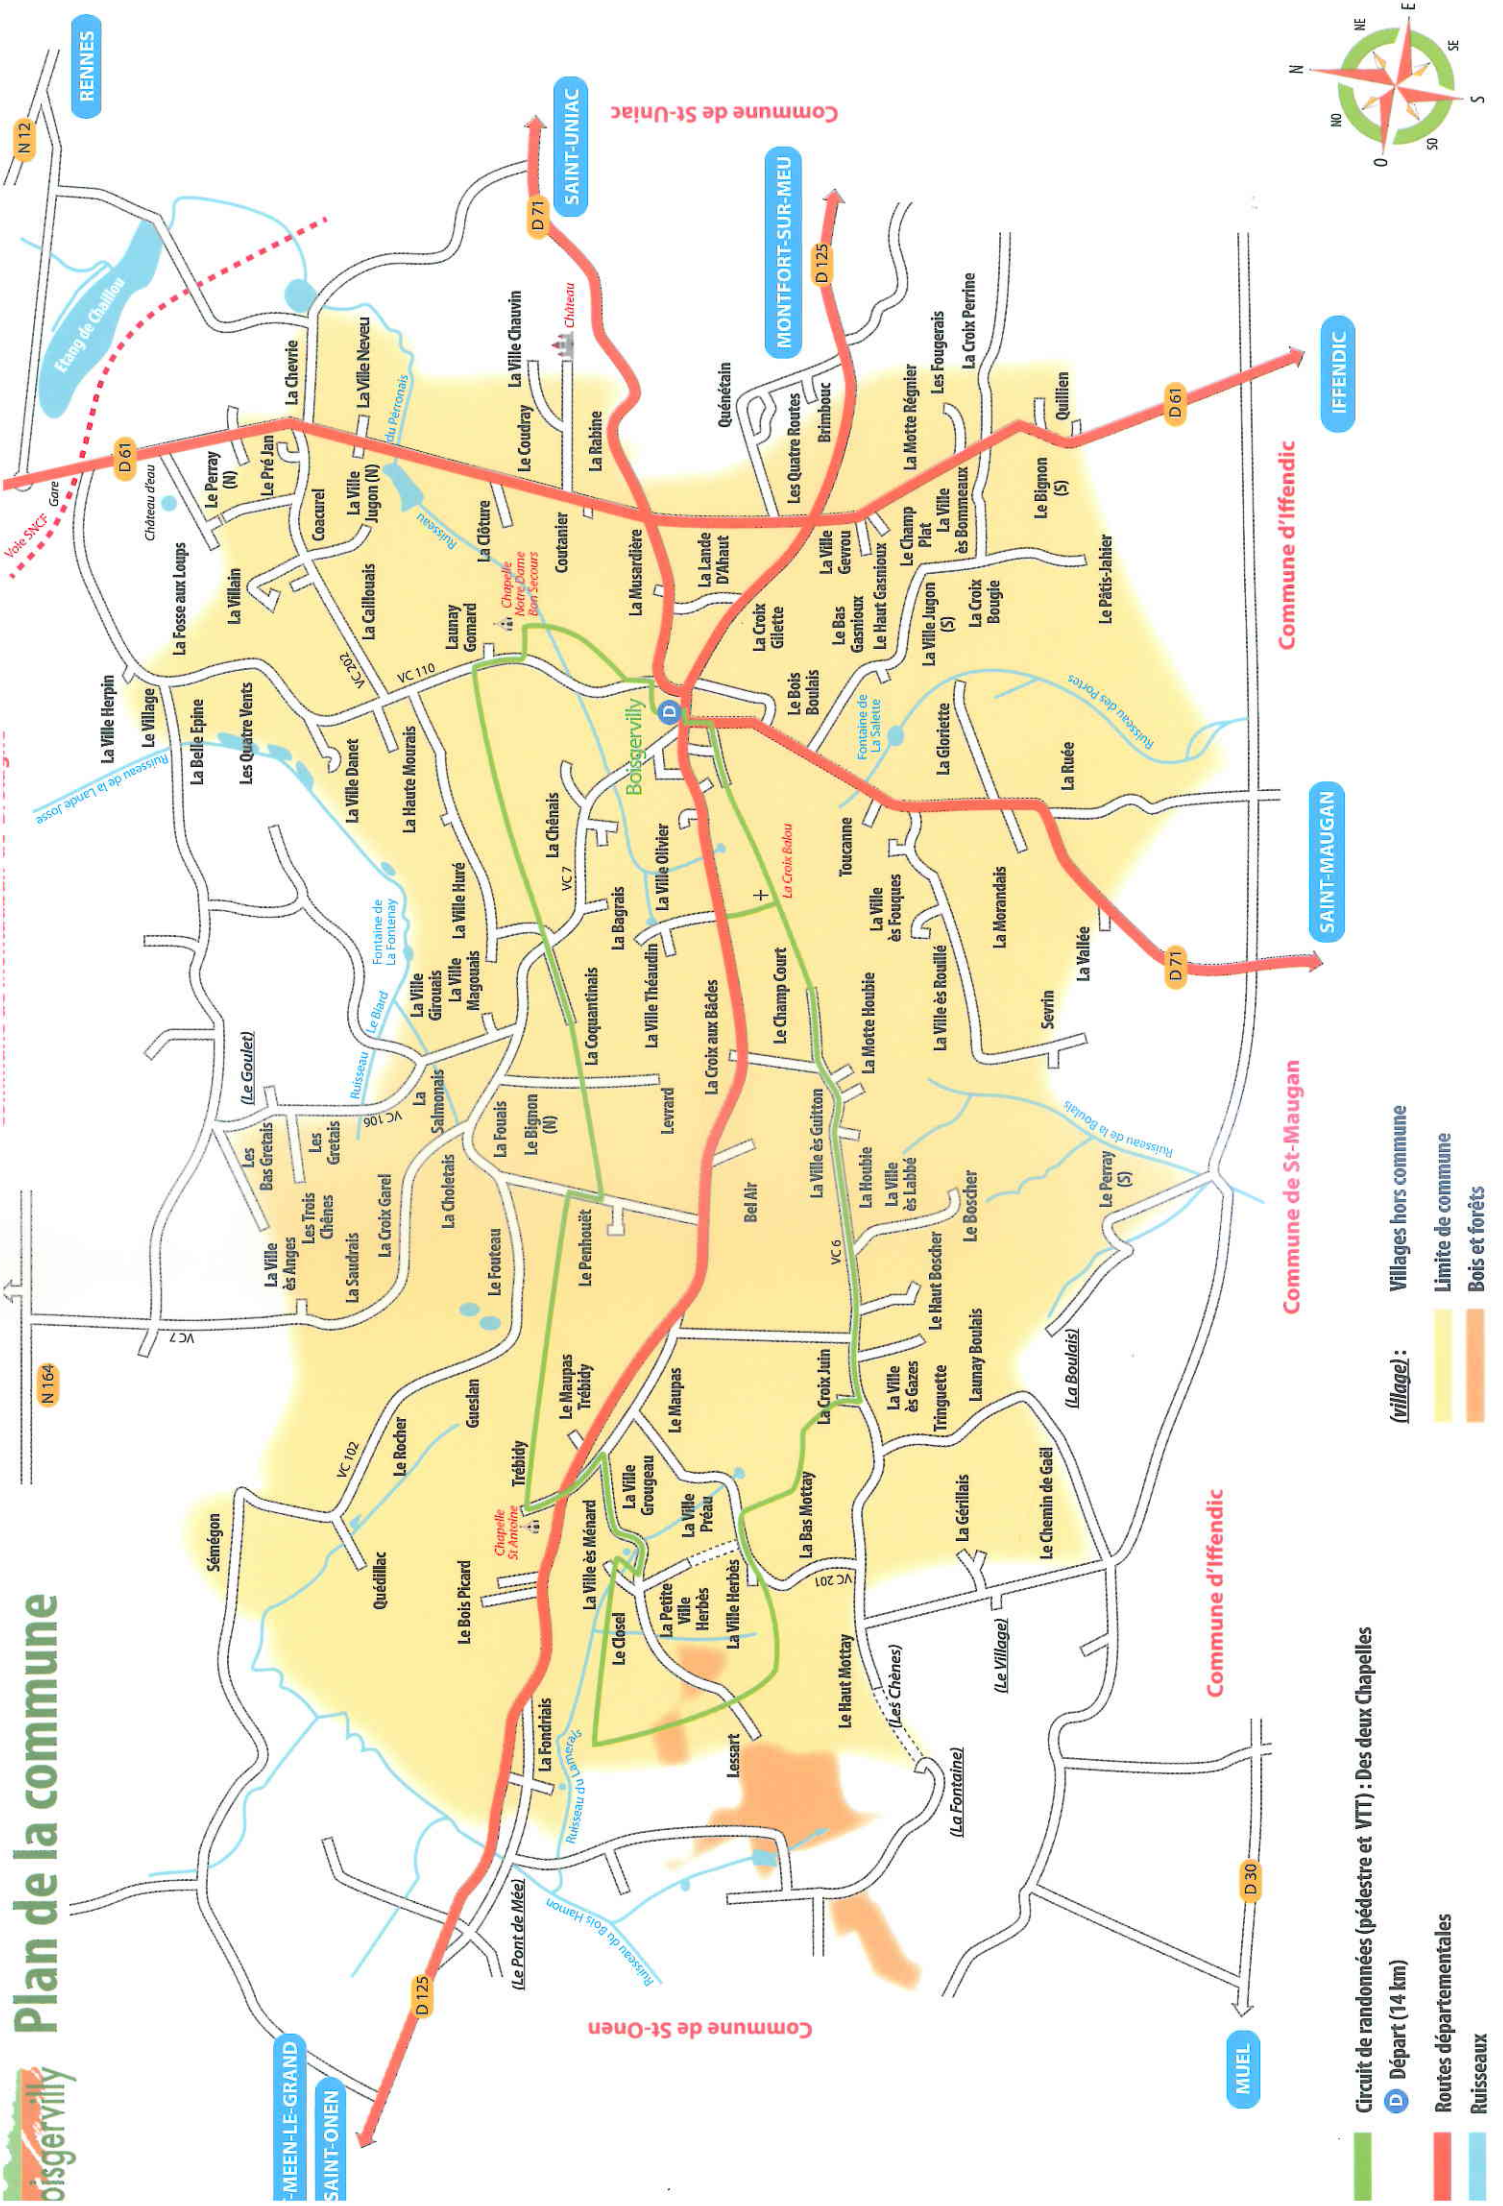 Plan de la commune
oisgervilly
-MEEN-LE-GRAND
SAINT-ONEN
D 125
N 164
N 12
RENNES
D 61
Voie SNCF
Gare
Etang de Chaillou
Château d'eau
SAINT-UNIAC
D 71
Commune de St-Uniac
MONTFORT-SUR-MEU
D 125
IFFENDIC
D 61
Commune d'Iffendic
SAINT-MAUGAN
D 71
Commune de St-Maugan
Commune d'Iffendic
MUEL
D 30
Commune de St-Onen
N
NE
E
SE
S
SO
O
NO
La Chevrie
La Ville Neveu
du Perronais
Ruisseau
Le Perray
(N)
Le Pré Jan
Coacurel
La Ville
Jugon (N)
La Fosse aux Loups
La Villain
La Caillouais
VC 202
VC 110
La Ville Herpin
Le Village
La Belle Epine
Les Quatre Vents
Ruisseau de la Lande Josse
La Ville Danet
La Haute Mourais
Launay
Gomard
Chapelle
Notre Dame
Bon Secours
La Clôture
Coutanier
Le Coudray
La Ville Chauvin
Château
La Rabine
La Musardière
La Lande
D'Ahaut
Quénétain
Les Quatre Routes
Brimbouc
La Motte Régnier
Les Fougerais
La Croix Perrine
Quilien
Le Bignon
(S)
La Ville
ès Bommeaux
Le Champ
Plat
La Ville
Gevrou
Le Haut Gasnioux
Le Bas
Gasnioux
La Croix
Gilette
La Ville Jugon
(S)
La Croix
Bougie
Le Pâtis-Jahier
Le Bois
Boulais
Fontaine de
La Salette
Ruisseau des Portes
La Gloriette
La Ruée
Boisgervilly
D
La Chênais
VC 7
La Ville Olivier
La Bagrais
La Croix Balou
Toucanne
La Ville
ès Fouques
La Ville ès Rouillé
La Morandais
La Vallée
Sevrin
La Ville Huré
Fontaine de
La Fontenay
La Ville
Girouais
La Ville
Magouais
Ruisseau Le Blard
La Coquantinais
La Ville Théaudin
La Croix aux Bâcles
Le Champ Court
La Motte Houbie
(Le Goulet)
VC 106
La
Salmonais
Les
Bas Gretais
Les
Gretais
Les Trois
Chênes
La Ville
ès Anges
La Saudrais
La Croix Garel
La Choletais
La Fouais
Le Bignon
(N)
Levrard
Bel Air
La Ville ès Guitton
La Houbie
La Ville
ès Labbé
Le Boscher
Le Haut Boscher
Ruisseau de la Boulais
Le Perray
(S)
(La Boulais)
VC 6
VC 7
Le Fouteau
Le Penhouët
Le Maupas
Trébidy
Le Maupas
La Croix Juin
La Ville
ès Gazes
Tringuette
Launay Boulais
Gueslan
Le Rocher
VC 102
Trébidy
Chapelle
St Antoine
La Ville
Grougeau
La Ville ès Ménard
La Ville
Préau
La Bas Mottay
La Gérillais
Le Chemin de Gaël
Sémégon
Quédillac
Le Bois Picard
Le Closel
La Petite
Ville
Herbès
La Ville Herbès
VC 201
Le Haut Mottay
(Les Chènes)
(Le Village)
La Fondriais
Ruisseau du Lamerais
Lessart
(La Fontaine)
(Le Pont de Mée)
Ruisseau du Bois Hamon
Circuit de randonnées (pédestre et VTT) : Des deux Chapelles
D Départ (14 km)
Routes départementales
Ruisseaux
(village) : Villages hors commune
Limite de commune
Bois et forêts